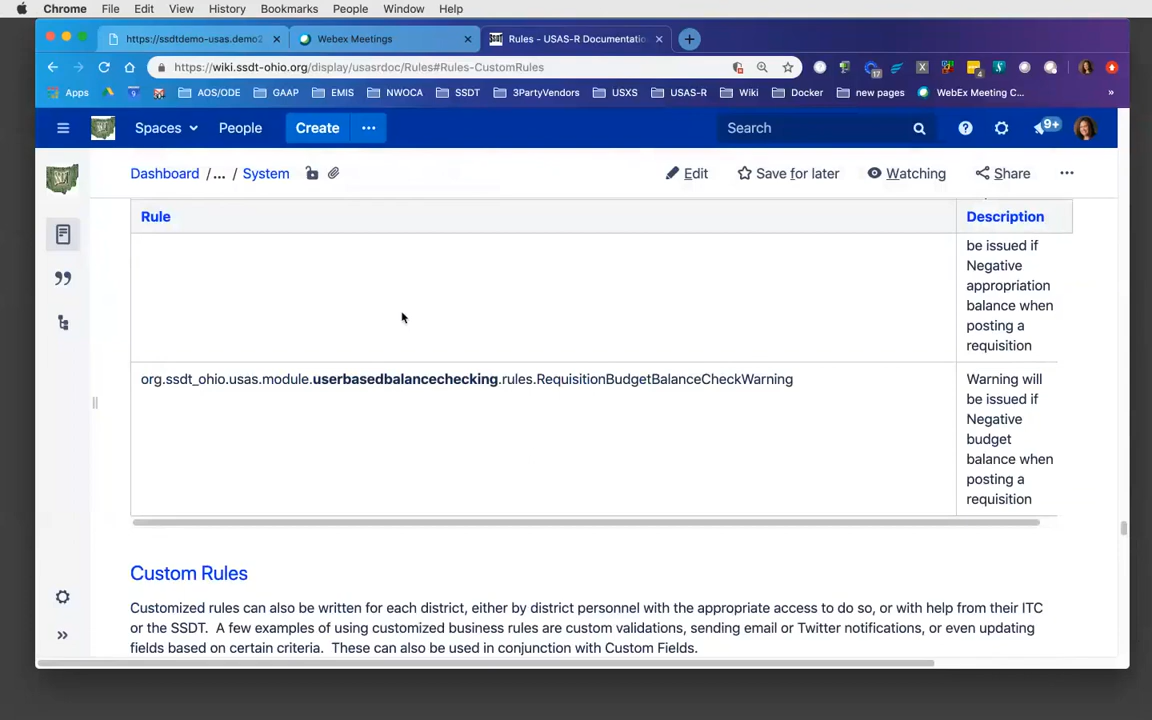 Chrome File Edit View History Bookmarks People Window Help
https://ssdtdemo-usas.demo2
Webex Meetings
Rules - USAS-R Documentatio
https://wiki.ssdt-ohio.org/display/usasrdoc/Rules#Rules-CustomRules
Apps AOS/ODE GAAP EMIS NWOCA SSDT 3PartyVendors USXS USAS-R Wiki Docker new pages WebEx Meeting C... »
Spaces People Create ••• Search 9+
Dashboard /... / System Edit Save for later Watching Share •••
Rule Description
be issued if
Negative
appropriation
balance when
posting a
requisition
org.ssdt_ohio.usas.module.userbasedbalancechecking.rules.RequisitionBudgetBalanceCheckWarning
Warning will
be issued if
Negative
budget
balance when
posting a
requisition
Custom Rules
Customized rules can also be written for each district, either by district personnel with the appropriate access to do so, or with help from their ITC
or the SSDT. A few examples of using customized business rules are custom validations, sending email or Twitter notifications, or even updating
fields based on certain criteria. These can also be used in conjunction with Custom Fields.